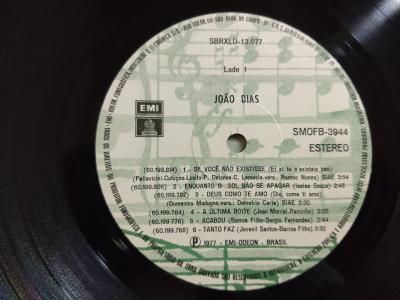 SBRXLD-13.077
Lado 1
JOÃO DIAS
EMI
ODEON
SMOFB-3944
ESTEREO
(60.199.814) 1 - SE VOCÊ NÃO EXISTISSE (Et si tu n'existais pas)
(Pallavicini-Cutugno-Losito-P. Delanoe-C. Lemesle-vers.: Romeo Nunes) SIAE 3:54
(60.199.806) 2 - ENQUANTO O SOL NÃO SE APAGAR (Isaias Souza) 2:46
(60.199.792) 3 - DEUS COMO TE AMO (Dio, come ti amo)
(Domenico Modugno-vers.: Demetrio Carta) SIAE 3:30
(60.199.784) 4 - A ÚLTIMA BOITE (Jean Marcel-Raminho) 3:20
(60.199.776) 5 - ACABOU (Barros Filho-Sergio Fernandes) 2:44
(60.199.768) 6 - TANTO FAZ (Jovenil Santos-Barros Filho) 3:32
Ⓟ 1977 - EMI-ODEON - BRASIL